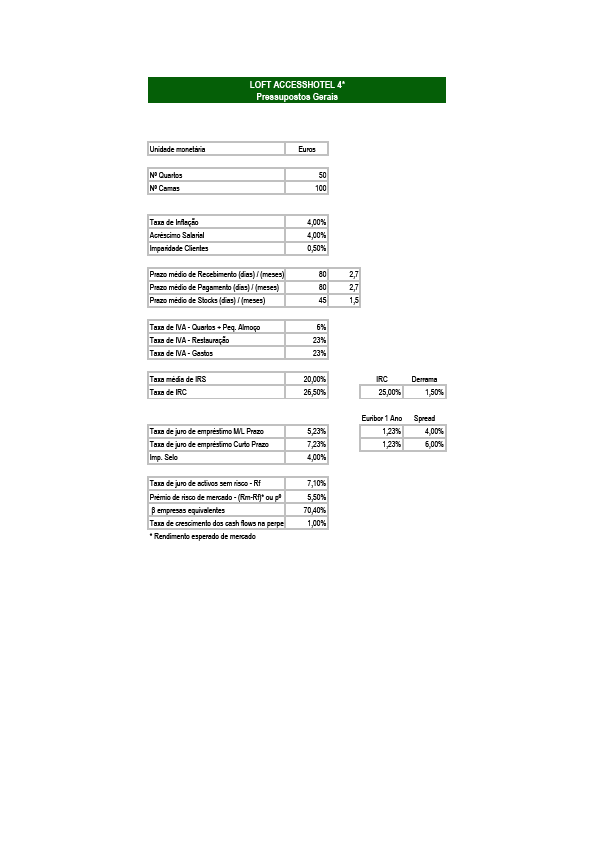 LOFT ACCESSHOTEL 4*
Pressupostos Gerais
Unidade monetária Euros
Nº Quartos 50
Nº Camas 100
Taxa de Inflação 4,00%
Acréscimo Salarial 4,00%
Imparidade Clientes 0,50%
Prazo médio de Recebimento (dias) / (meses) 80 2,7
Prazo médio de Pagamento (dias) / (meses) 80 2,7
Prazo médio de Stocks (dias) / (meses) 45 1,5
Taxa de IVA - Quartos + Peq. Almoço 6%
Taxa de IVA - Restauração 23%
Taxa de IVA - Gastos 23%
Taxa média de IRS 20,00% IRC Derrama
Taxa de IRC 26,50% 25,00% 1,50%
Euribor 1 Ano Spread
Taxa de juro de empréstimo M/L Prazo 5,23% 1,23% 4,00%
Taxa de juro de empréstimo Curto Prazo 7,23% 1,23% 6,00%
Imp. Selo 4,00%
Taxa de juro de activos sem risco - Rf 7,10%
Prémio de risco de mercado - (Rm-Rf)* ou pº 5,50%
β empresas equivalentes 70,40%
Taxa de crescimento dos cash flows na perpe 1,00%
* Rendimento esperado de mercado